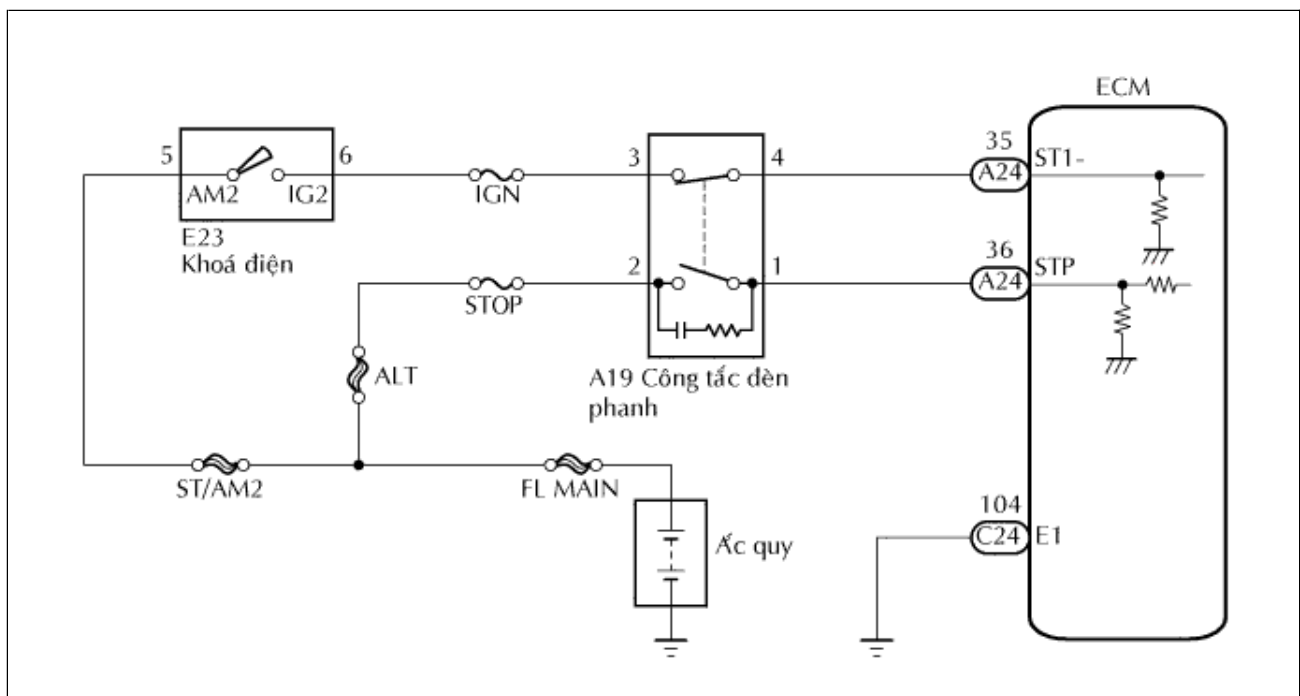 ECM
5
6
3
4
35
ST1-
AM2
IG2
IGN
A24
E23
Khoá điện
2
1
36
STP
STOP
A24
ALT
A19 Công tắc đèn
phanh
ST/AM2
FL MAIN
104
Ắc quy
C24
E1